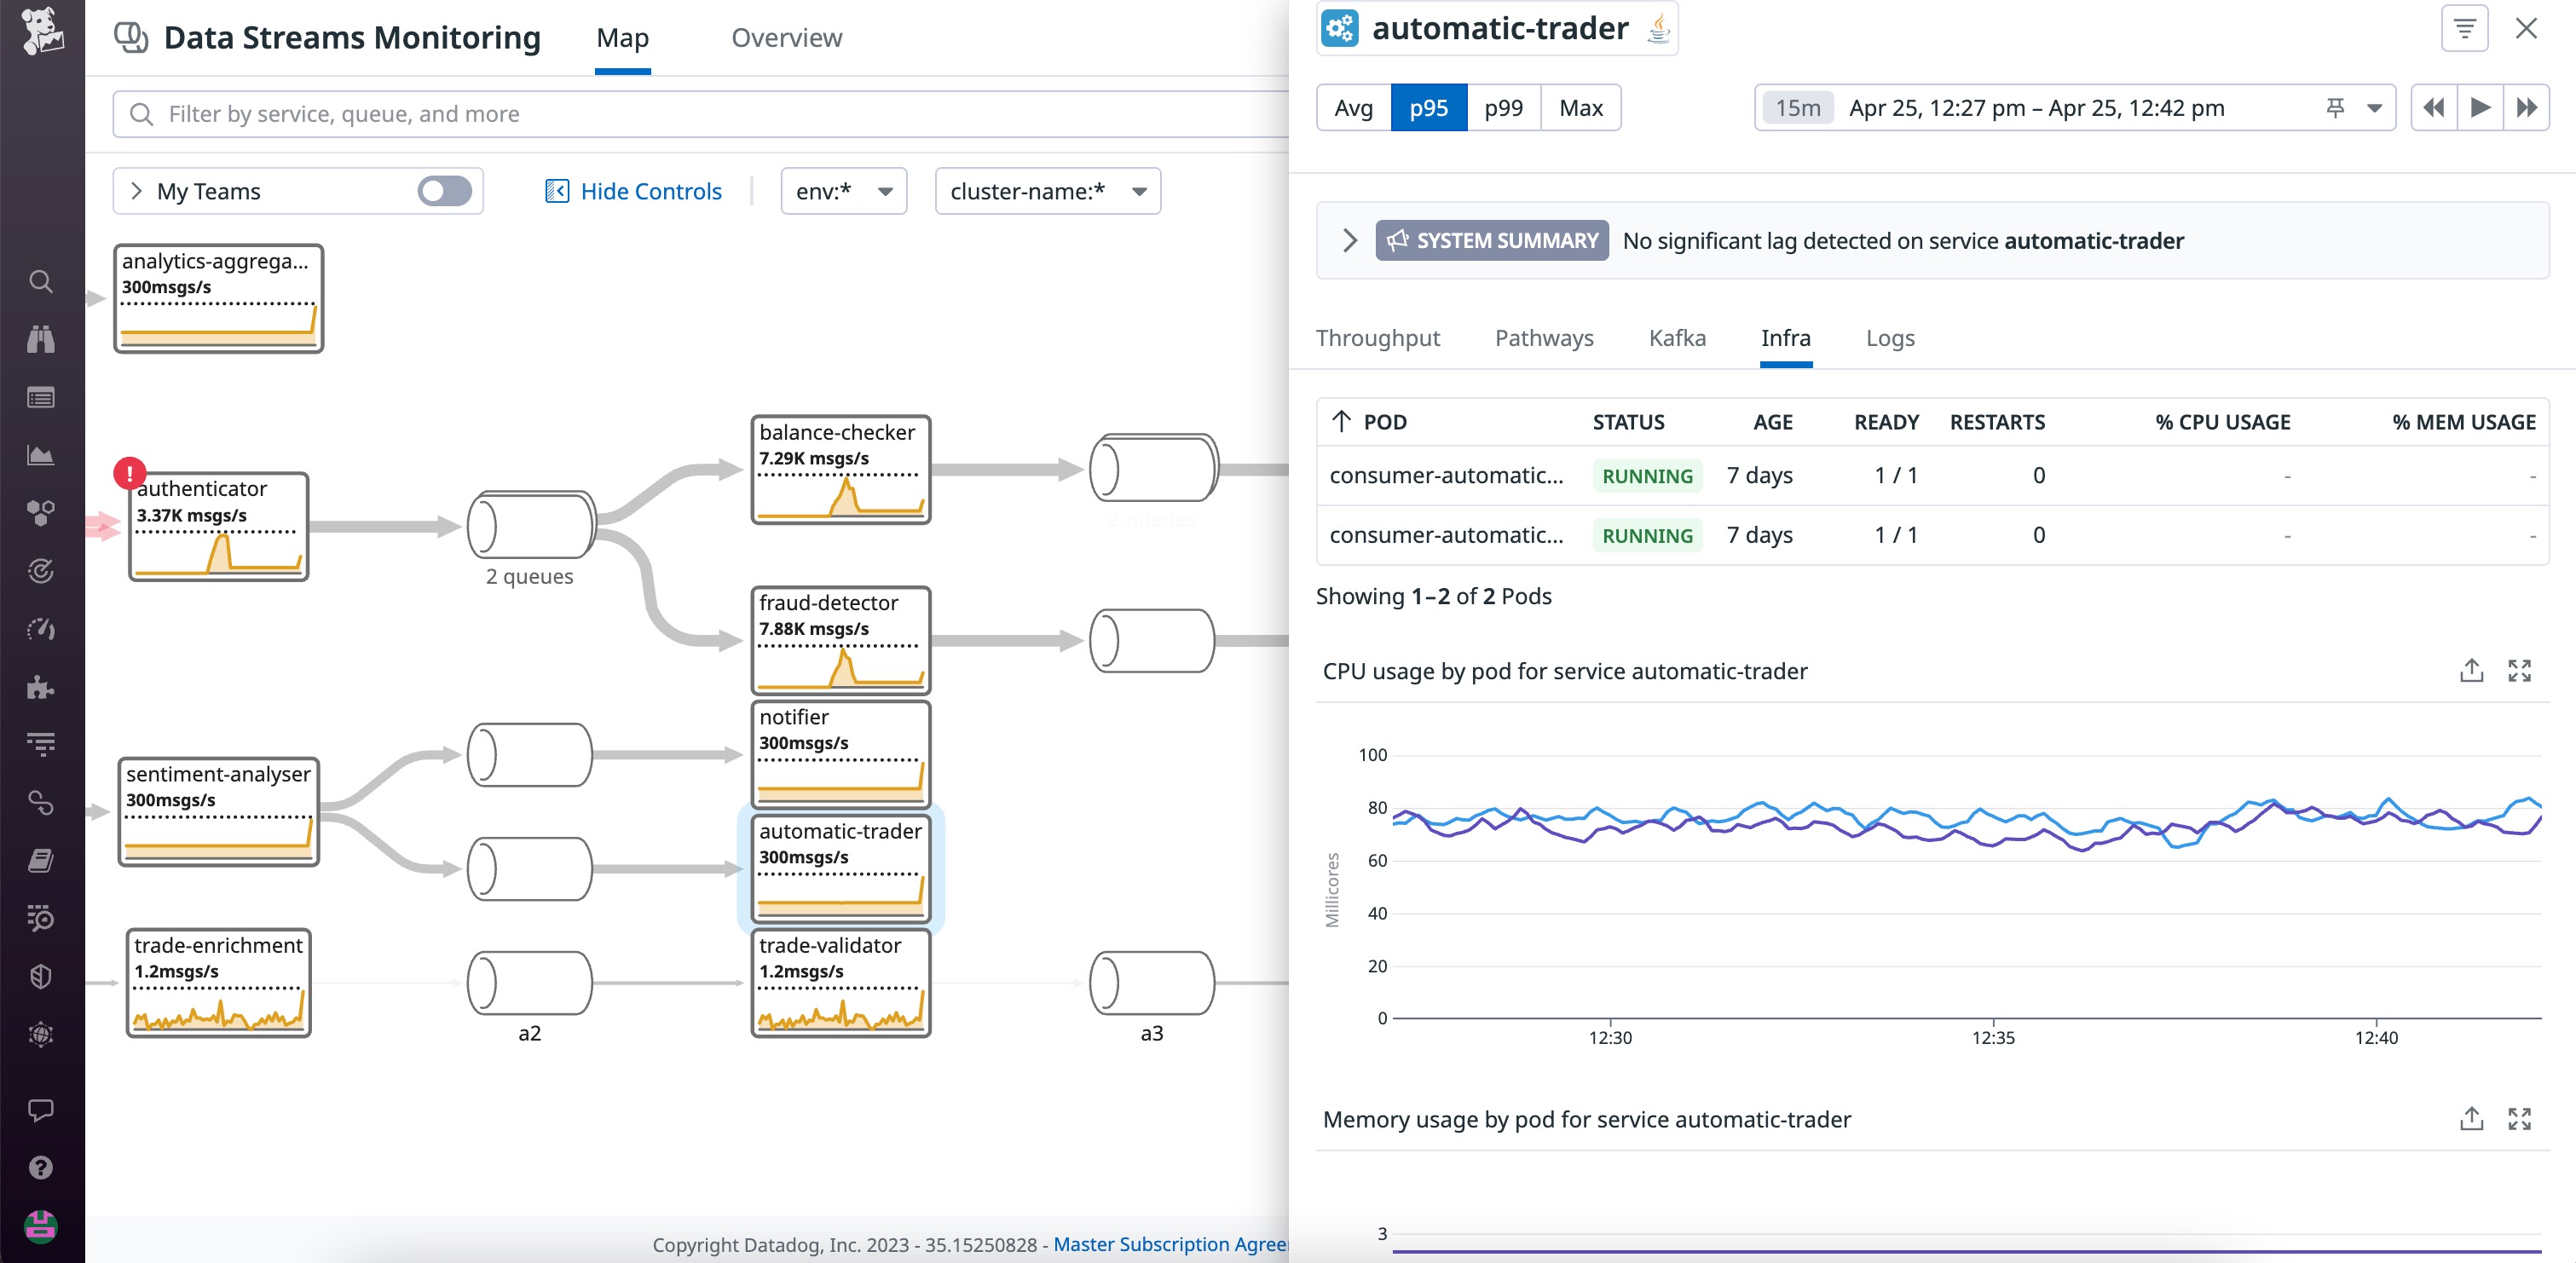 Data Streams Monitoring
Map
Overview
Filter by service, queue, and more
My Teams
Hide Controls
env:*
cluster-name:*
analytics-aggrega...
300msgs/s
!
authenticator
3.37K msgs/s
2 queues
balance-checker
7.29K msgs/s
2 queues
fraud-detector
7.88K msgs/s
notifier
300msgs/s
sentiment-analyser
300msgs/s
automatic-trader
300msgs/s
trade-enrichment
1.2msgs/s
a2
trade-validator
1.2msgs/s
a3
Copyright Datadog, Inc. 2023 - 35.15250828 - Master Subscription Agree
automatic-trader
Avg
p95
p99
Max
15m
Apr 25, 12:27 pm – Apr 25, 12:42 pm
SYSTEM SUMMARY
No significant lag detected on service automatic-trader
Throughput
Pathways
Kafka
Infra
Logs
POD STATUS AGE READY RESTARTS % CPU USAGE % MEM USAGE
consumer-automatic... RUNNING 7 days 1 / 1 0 - -
consumer-automatic... RUNNING 7 days 1 / 1 0 - -
Showing 1–2 of 2 Pods
CPU usage by pod for service automatic-trader
Millicores
100
80
60
40
20
0
12:30
12:35
12:40
Memory usage by pod for service automatic-trader
3